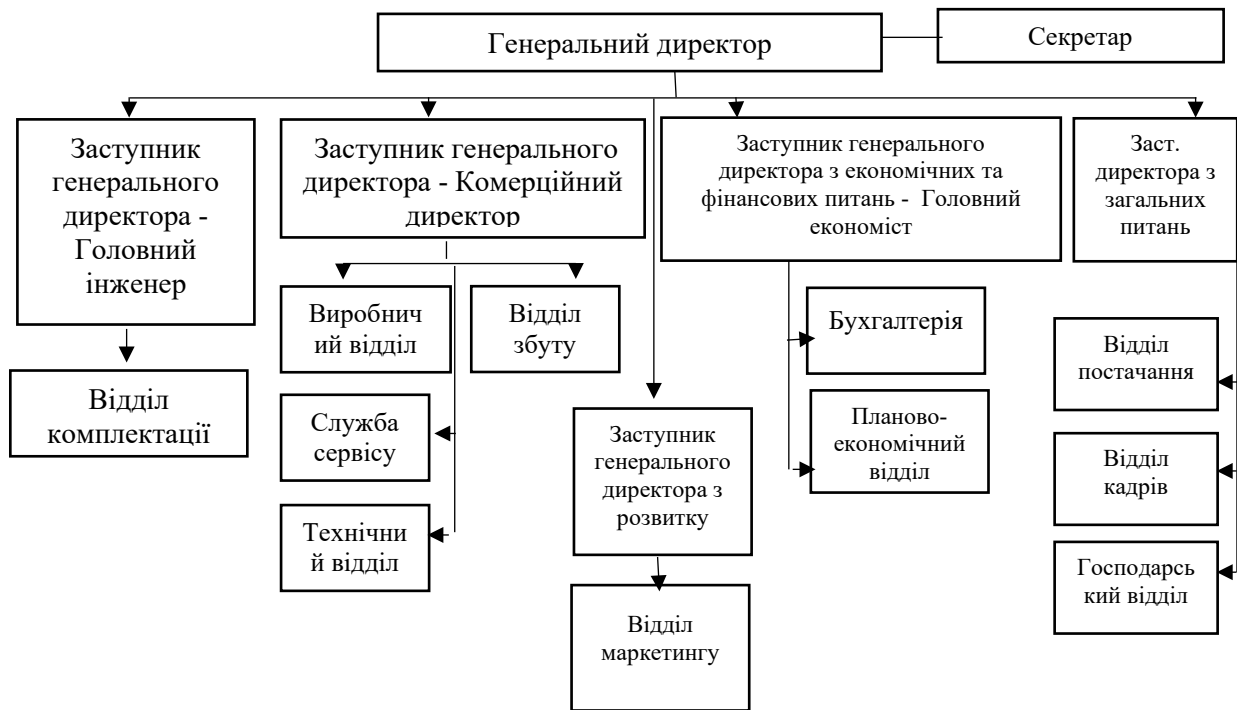 Генеральний директор
Секретар
Заступник
генерального
директора -
Головний
інженер
Заступник генерального
директора - Комерційний
директор
Заступник генерального
директора з економічних та
фінансових питань - Головний
економіст
Заст.
директора з
загальних
питань
Виробнич
ий відділ
Відділ
збуту
Бухгалтерія
Відділ
постачання
Відділ
комплектації
Служба
сервісу
Заступник
генерального
директора з
розвитку
Планово-
економічний
відділ
Відділ
кадрів
Технічни
й відділ
Господарсь
кий відділ
Відділ
маркетингу